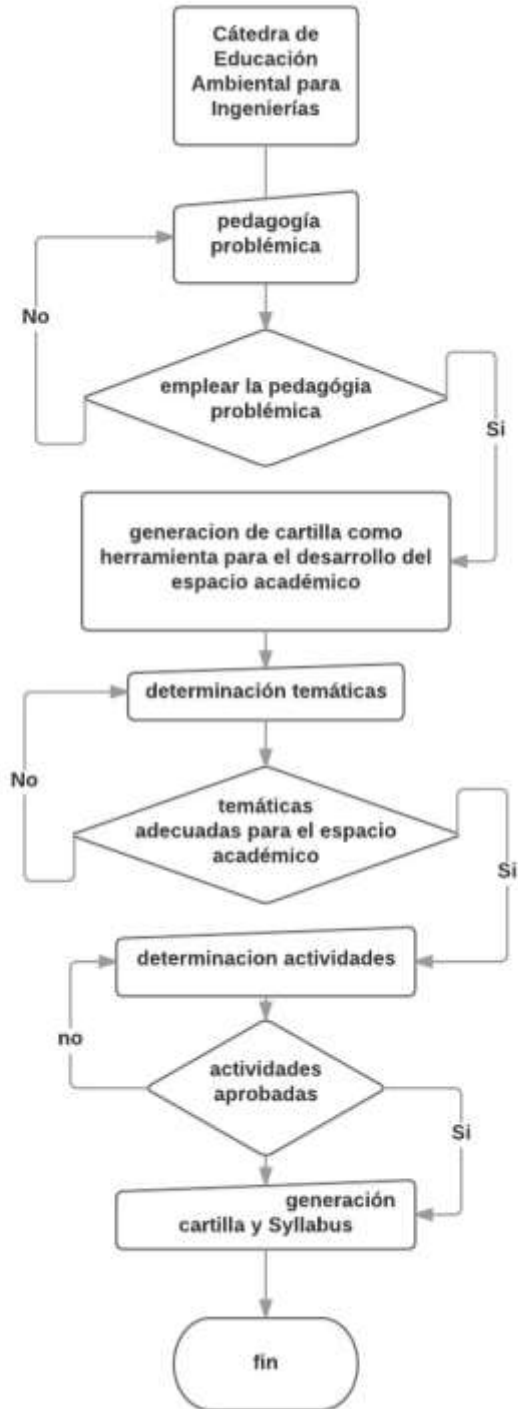 Cátedra de
Educación
Ambiental para
Ingenierías
pedagogía
problémica
No
emplear la pedagógia
problémica
Si
generacion de cartilla como
herramienta para el desarrollo del
espacio académico
determinación temáticas
No
temáticas
adecuadas para el espacio
académico
Si
determinacion actividades
no
actividades
aprobadas
Si
generación
cartilla y Syllabus
fin